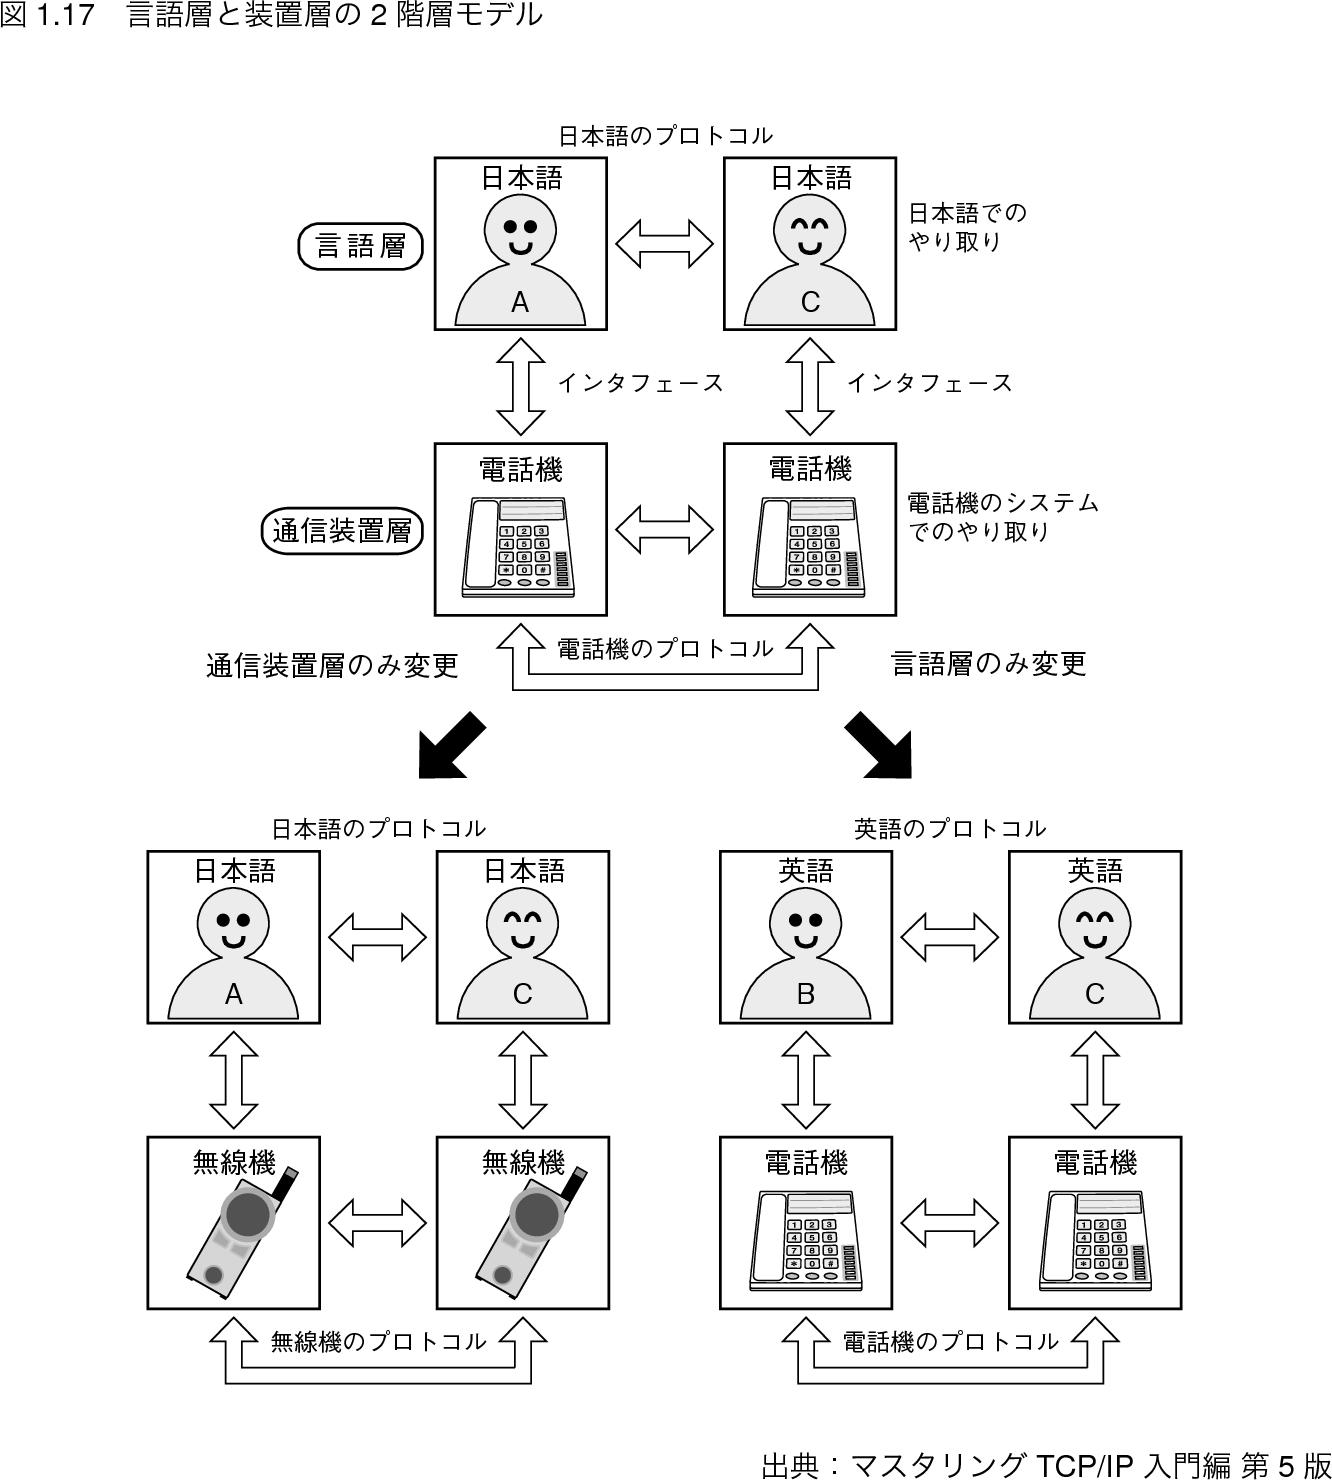 図 1.17　言語層と装置層の 2 階層モデル
日本語のプロトコル
日本語
日本語
言語層
A
C
日本語での
やり取り
インタフェース
インタフェース
電話機
電話機
通信装置層
1 2 3
4 5 6
7 8 9
* 0 #
1 2 3
4 5 6
7 8 9
* 0 #
電話機のシステム
でのやり取り
電話機のプロトコル
通信装置層のみ変更
言語層のみ変更
日本語のプロトコル
日本語
日本語
A
C
無線機
無線機
無線機のプロトコル
英語のプロトコル
英語
英語
B
C
電話機
電話機
1 2 3
4 5 6
7 8 9
* 0 #
1 2 3
4 5 6
7 8 9
* 0 #
電話機のプロトコル
出典：マスタリング TCP/IP 入門編 第 5 版